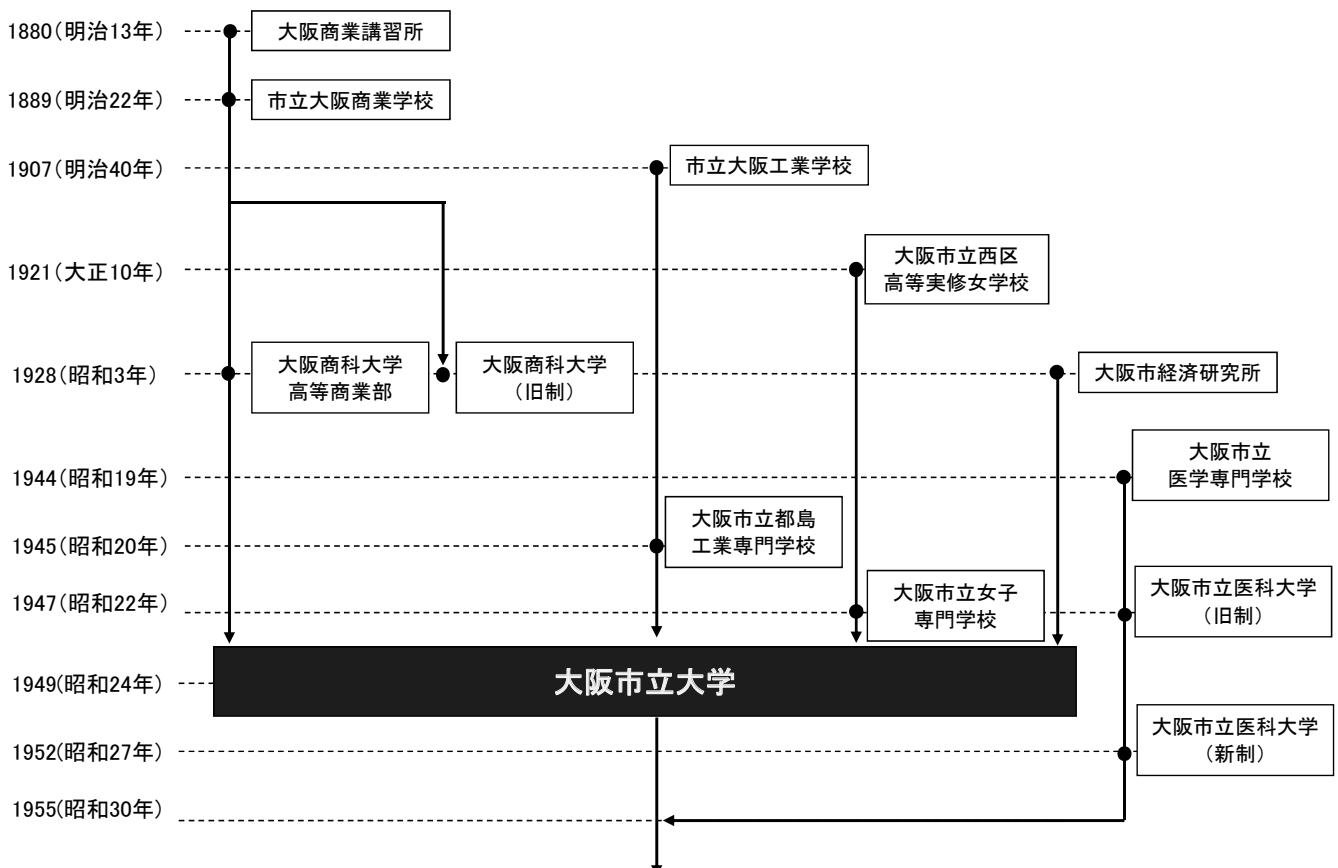 1880(明治13年)
大阪商業講習所
1889(明治22年)
市立大阪商業学校
1907(明治40年)
市立大阪工業学校
1921(大正10年)
大阪市立西区
高等実修女学校
1928(昭和3年)
大阪商科大学
高等商業部
大阪商科大学
(旧制)
大阪市経済研究所
1944(昭和19年)
大阪市立
医学専門学校
1945(昭和20年)
大阪市立都島
工業専門学校
1947(昭和22年)
大阪市立女子
専門学校
大阪市立医科大学
(旧制)
1949(昭和24年)
大阪市立大学
1952(昭和27年)
大阪市立医科大学
(新制)
1955(昭和30年)